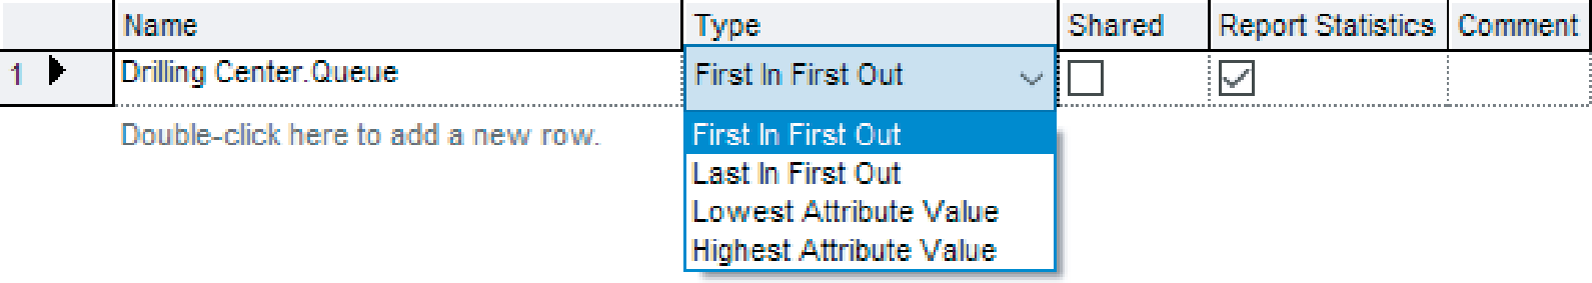 Name Type Shared Report Statistics Comment
1 Drilling Center.Queue First In First Out
Double-click here to add a new row.
First In First Out
Last In First Out
Lowest Attribute Value
Highest Attribute Value